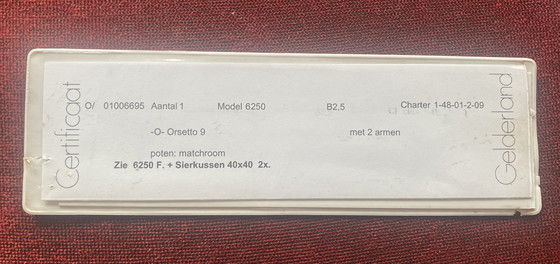 Certificaat
O/ 01006695 Aantal 1 Model 6250 B2,5 Charter 1-48-01-2-09
-O- Orsetto 9 met 2 armen
poten: matchroom
Zie 6250 F. + Sierkussen 40x40 2x.
Gelderland